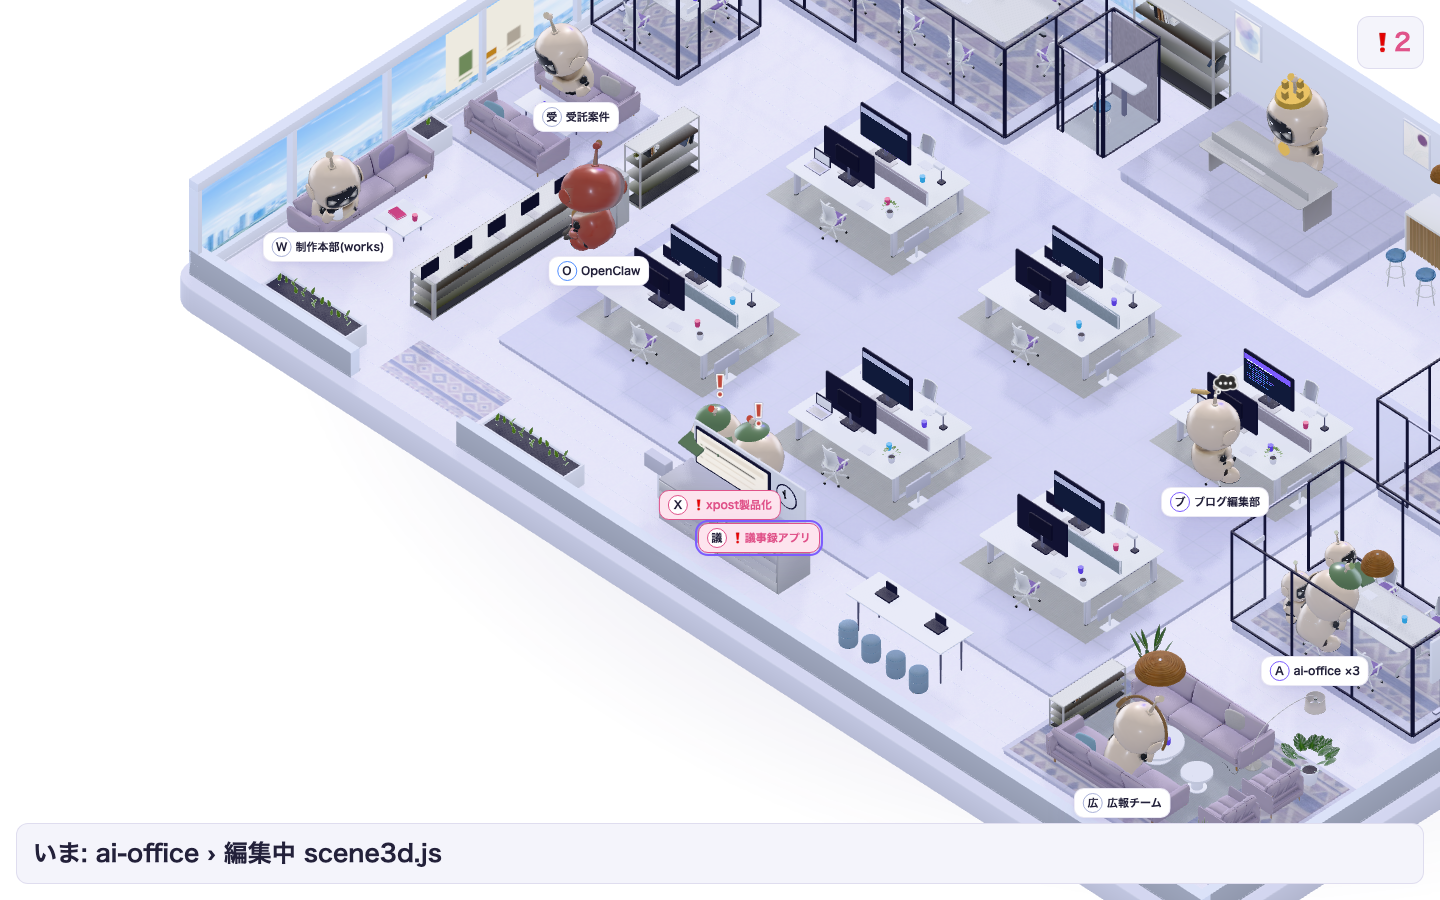 ❗2
受 受託案件
W 制作本部(works)
O OpenClaw
X ❗xpost製品化
議 ❗議事録アプリ
ブ ブログ編集部
A ai-office ×3
広 広報チーム
いま: ai-office › 編集中 scene3d.js